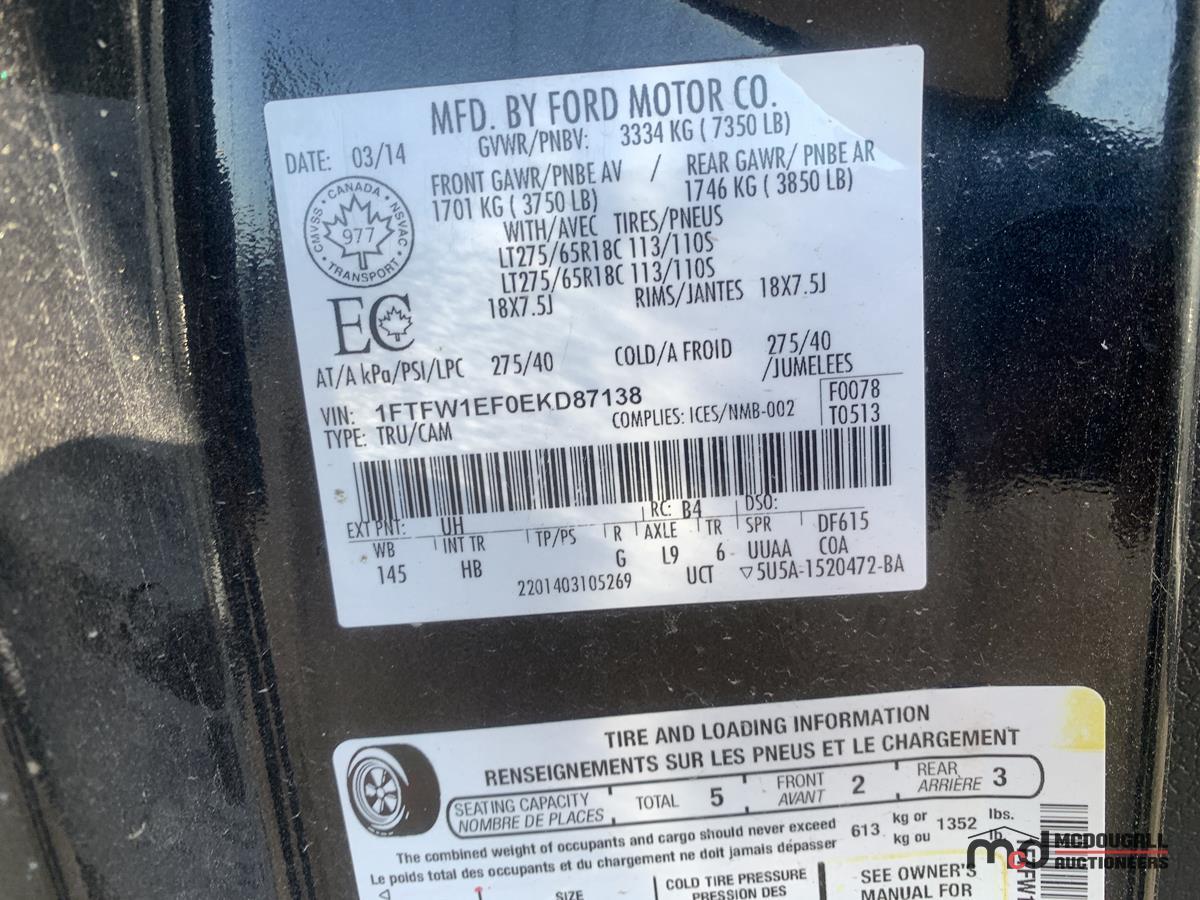 MFD. BY FORD MOTOR CO.
DATE: 03/14
GVWR/PNBV: 3334 KG ( 7350 LB)
FRONT GAWR/PNBE AV / REAR GAWR/ PNBE AR
1701 KG ( 3750 LB) 1746 KG ( 3850 LB)
WITH/AVEC TIRES/PNEUS
LT275/65R18C 113/110S
LT275/65R18C 113/110S
18X7.5J RIMS/JANTES 18X7.5J
CANADA
CMVSS NSVAC
977
TRANSPORT
EC
AT/A kPa/PSI/LPC 275/40 COLD/A FROID 275/40
/JUMELEES
VIN: 1FTFW1EF0EKD87138
TYPE: TRU/CAM COMPLIES: ICES/NMB-002
F0078
T0513
EXT PNT: UH RC: B4 DSO:
WB INT TR TP/PS R AXLE TR SPR DF615
145 HB G L9 6 UUAA COA
2201403105269 UCT ▽5U5A-1520472-BA
TIRE AND LOADING INFORMATION
RENSEIGNEMENTS SUR LES PNEUS ET LE CHARGEMENT
SEATING CAPACITY
NOMBRE DE PLACES
TOTAL 5 FRONT 2 REAR 3
AVANT ARRIÈRE
The combined weight of occupants and cargo should never exceed 613 kg or 1352 lbs.
Le poids total des occupants et du chargement ne doit jamais dépasser kg ou lb.
SIZE
COLD TIRE PRESSURE
PRESSION DES
SEE OWNER'S
MANUAL FOR
FW1
MGD
MCDOUGALL
AUCTIONEERS